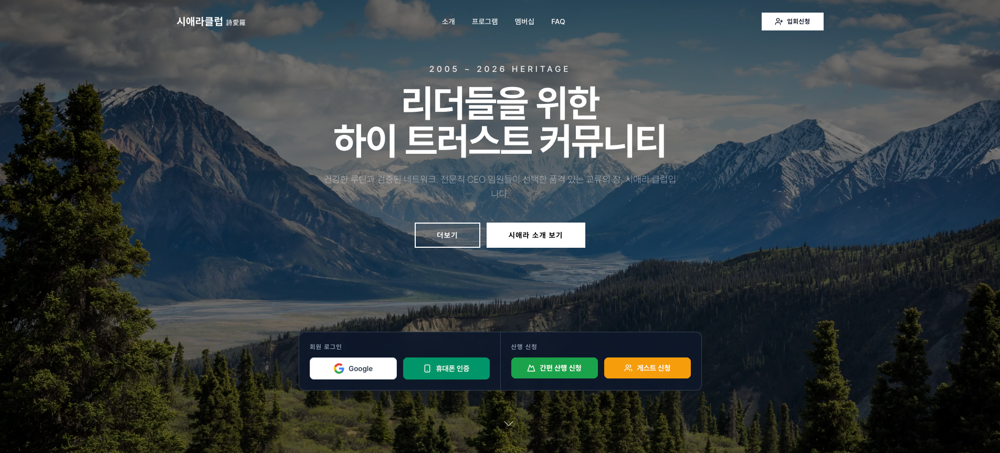 시애라클럽 詩愛羅
소개 프로그램 멤버십 FAQ
입회신청
2005 ~ 2026 HERITAGE
리더들을 위한
하이 트러스트 커뮤니티
건강한 루틴과 검증된 네트워크. 전문직·CEO·임원들이 선택한 품격 있는 교류의 장, 시애라 클럽입
니다.
더보기
시애라 소개 보기
회원 로그인
Google
휴대폰 인증
산행 신청
간편 산행 신청
게스트 신청